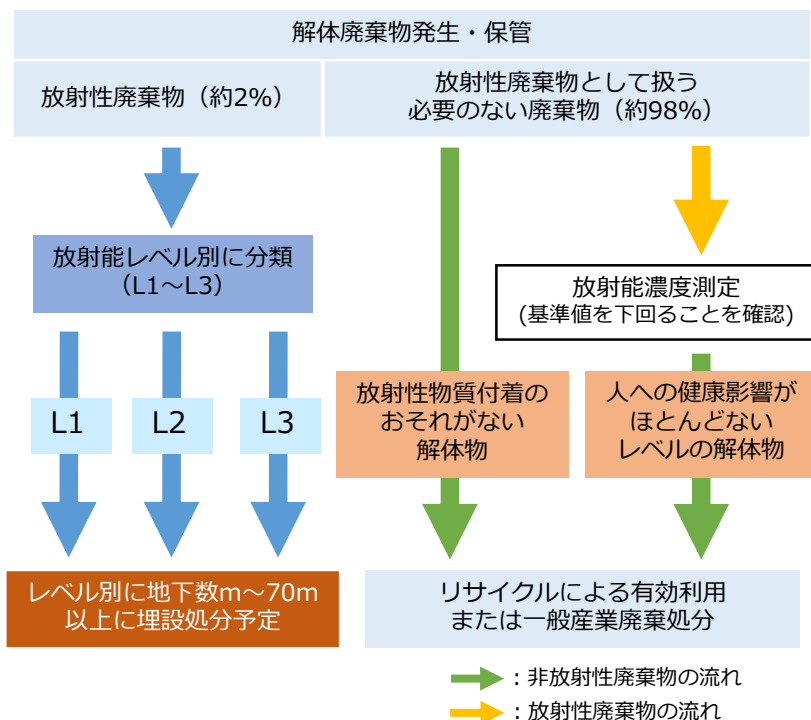 解体廃棄物発生・保管
放射性廃棄物（約2%）
放射性廃棄物として扱う
必要のない廃棄物（約98%）
放射能レベル別に分類
（L1～L3）
放射能濃度測定
(基準値を下回ることを確認)
L1
L2
L3
放射性物質付着の
おそれがない
解体物
人への健康影響が
ほとんどない
レベルの解体物
レベル別に地下数m～70m
以上に埋設処分予定
リサイクルによる有効利用
または一般産業廃棄処分
：非放射性廃棄物の流れ
：放射性廃棄物の流れ